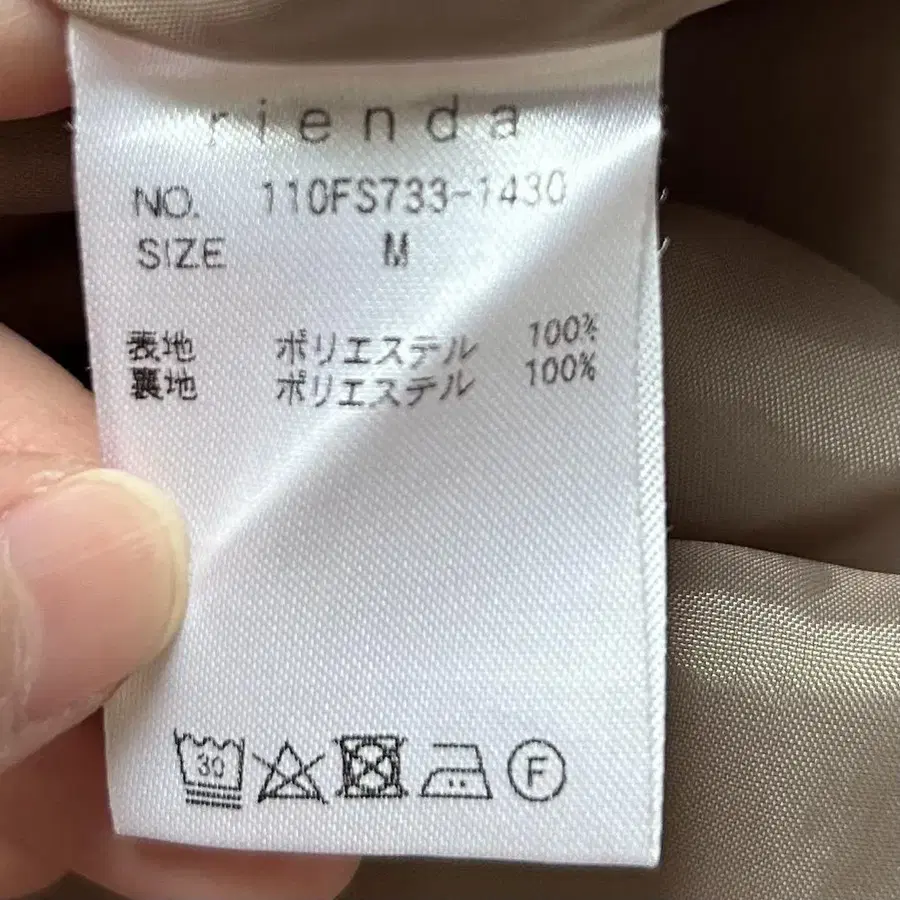 rienda
NO. 110FS733-1430
SIZE M
表地 ポリエステル 100%
裏地 ポリエステル 100%
30 F